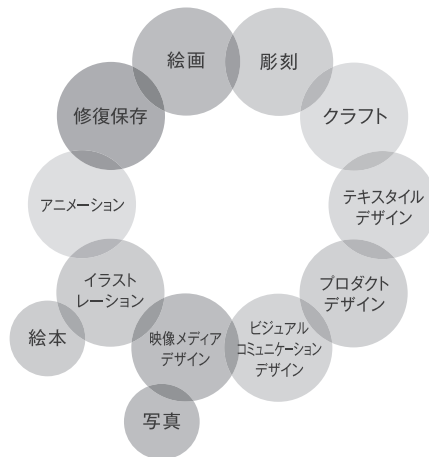 絵画
彫刻
修復保存
クラフト
アニメーション
テキスタイル
デザイン
イラスト
レーション
プロダクト
デザイン
絵本
映像メディア
デザイン
ビジュアル
コミュニケーション
デザイン
写真